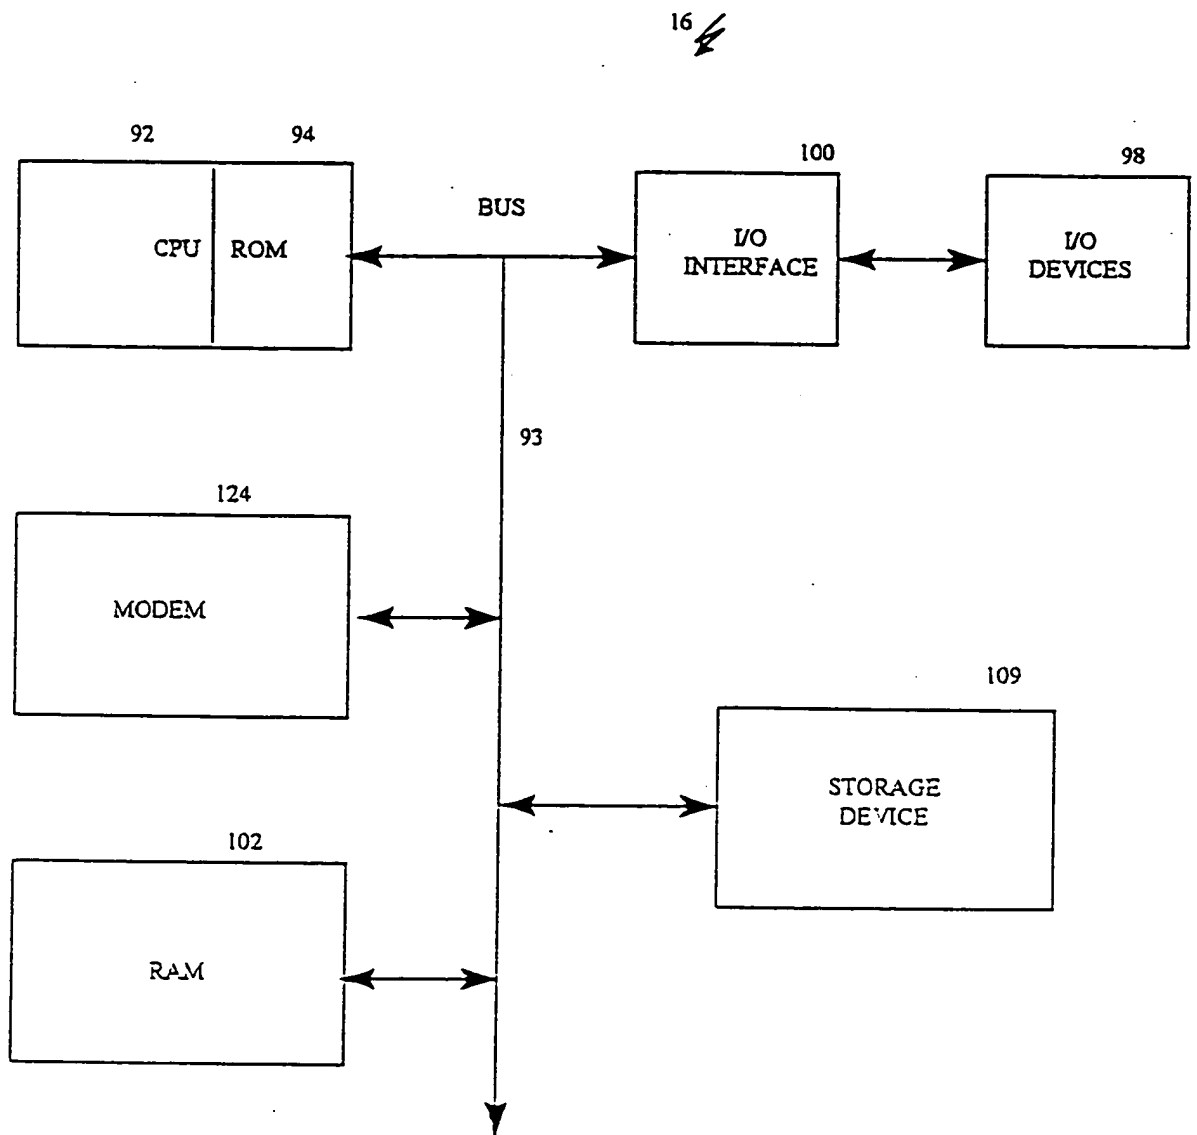 16
92
94
CPU
ROM
BUS
100
I/O
INTERFACE
98
I/O
DEVICES
93
124
MODEM
109
STORAGE
DEVICE
102
RAM